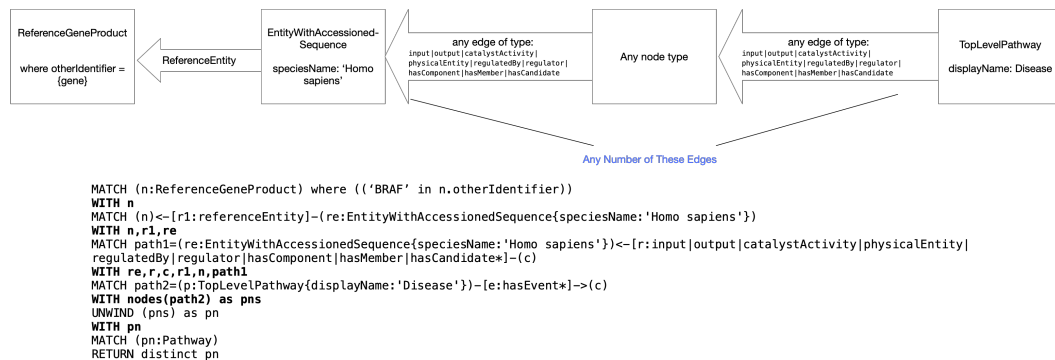 ReferenceGeneProduct
where otherIdentifier =
{gene}
ReferenceEntity
EntityWithAccessioned-
Sequence
speciesName: ‘Homo
sapiens’
any edge of type:
input|output|catalystActivity|
physicalEntity|regulatedBy|regulator|
hasComponent|hasMember|hasCandidate
Any node type
any edge of type:
input|output|catalystActivity|
physicalEntity|regulatedBy|regulator|
hasComponent|hasMember|hasCandidate
TopLevelPathway
displayName: Disease
Any Number of These Edges
MATCH (n:ReferenceGeneProduct) where ((‘BRAF’ in n.otherIdentifier))
WITH n
MATCH (n)<-[r1:referenceEntity]-(re:EntityWithAccessionedSequence{speciesName:'Homo sapiens'})
WITH n,r1,re
MATCH path1=(re:EntityWithAccessionedSequence{speciesName:'Homo sapiens'})<-[r:input|output|catalystActivity|physicalEntity|
regulatedBy|regulator|hasComponent|hasMember|hasCandidate*]-(c)
WITH re,r,c,r1,n,path1
MATCH path2=(p:TopLevelPathway{displayName:'Disease'})-[e:hasEvent*]->(c)
WITH nodes(path2) as pns
UNWIND (pns) as pn
WITH pn
MATCH (pn:Pathway)
RETURN distinct pn